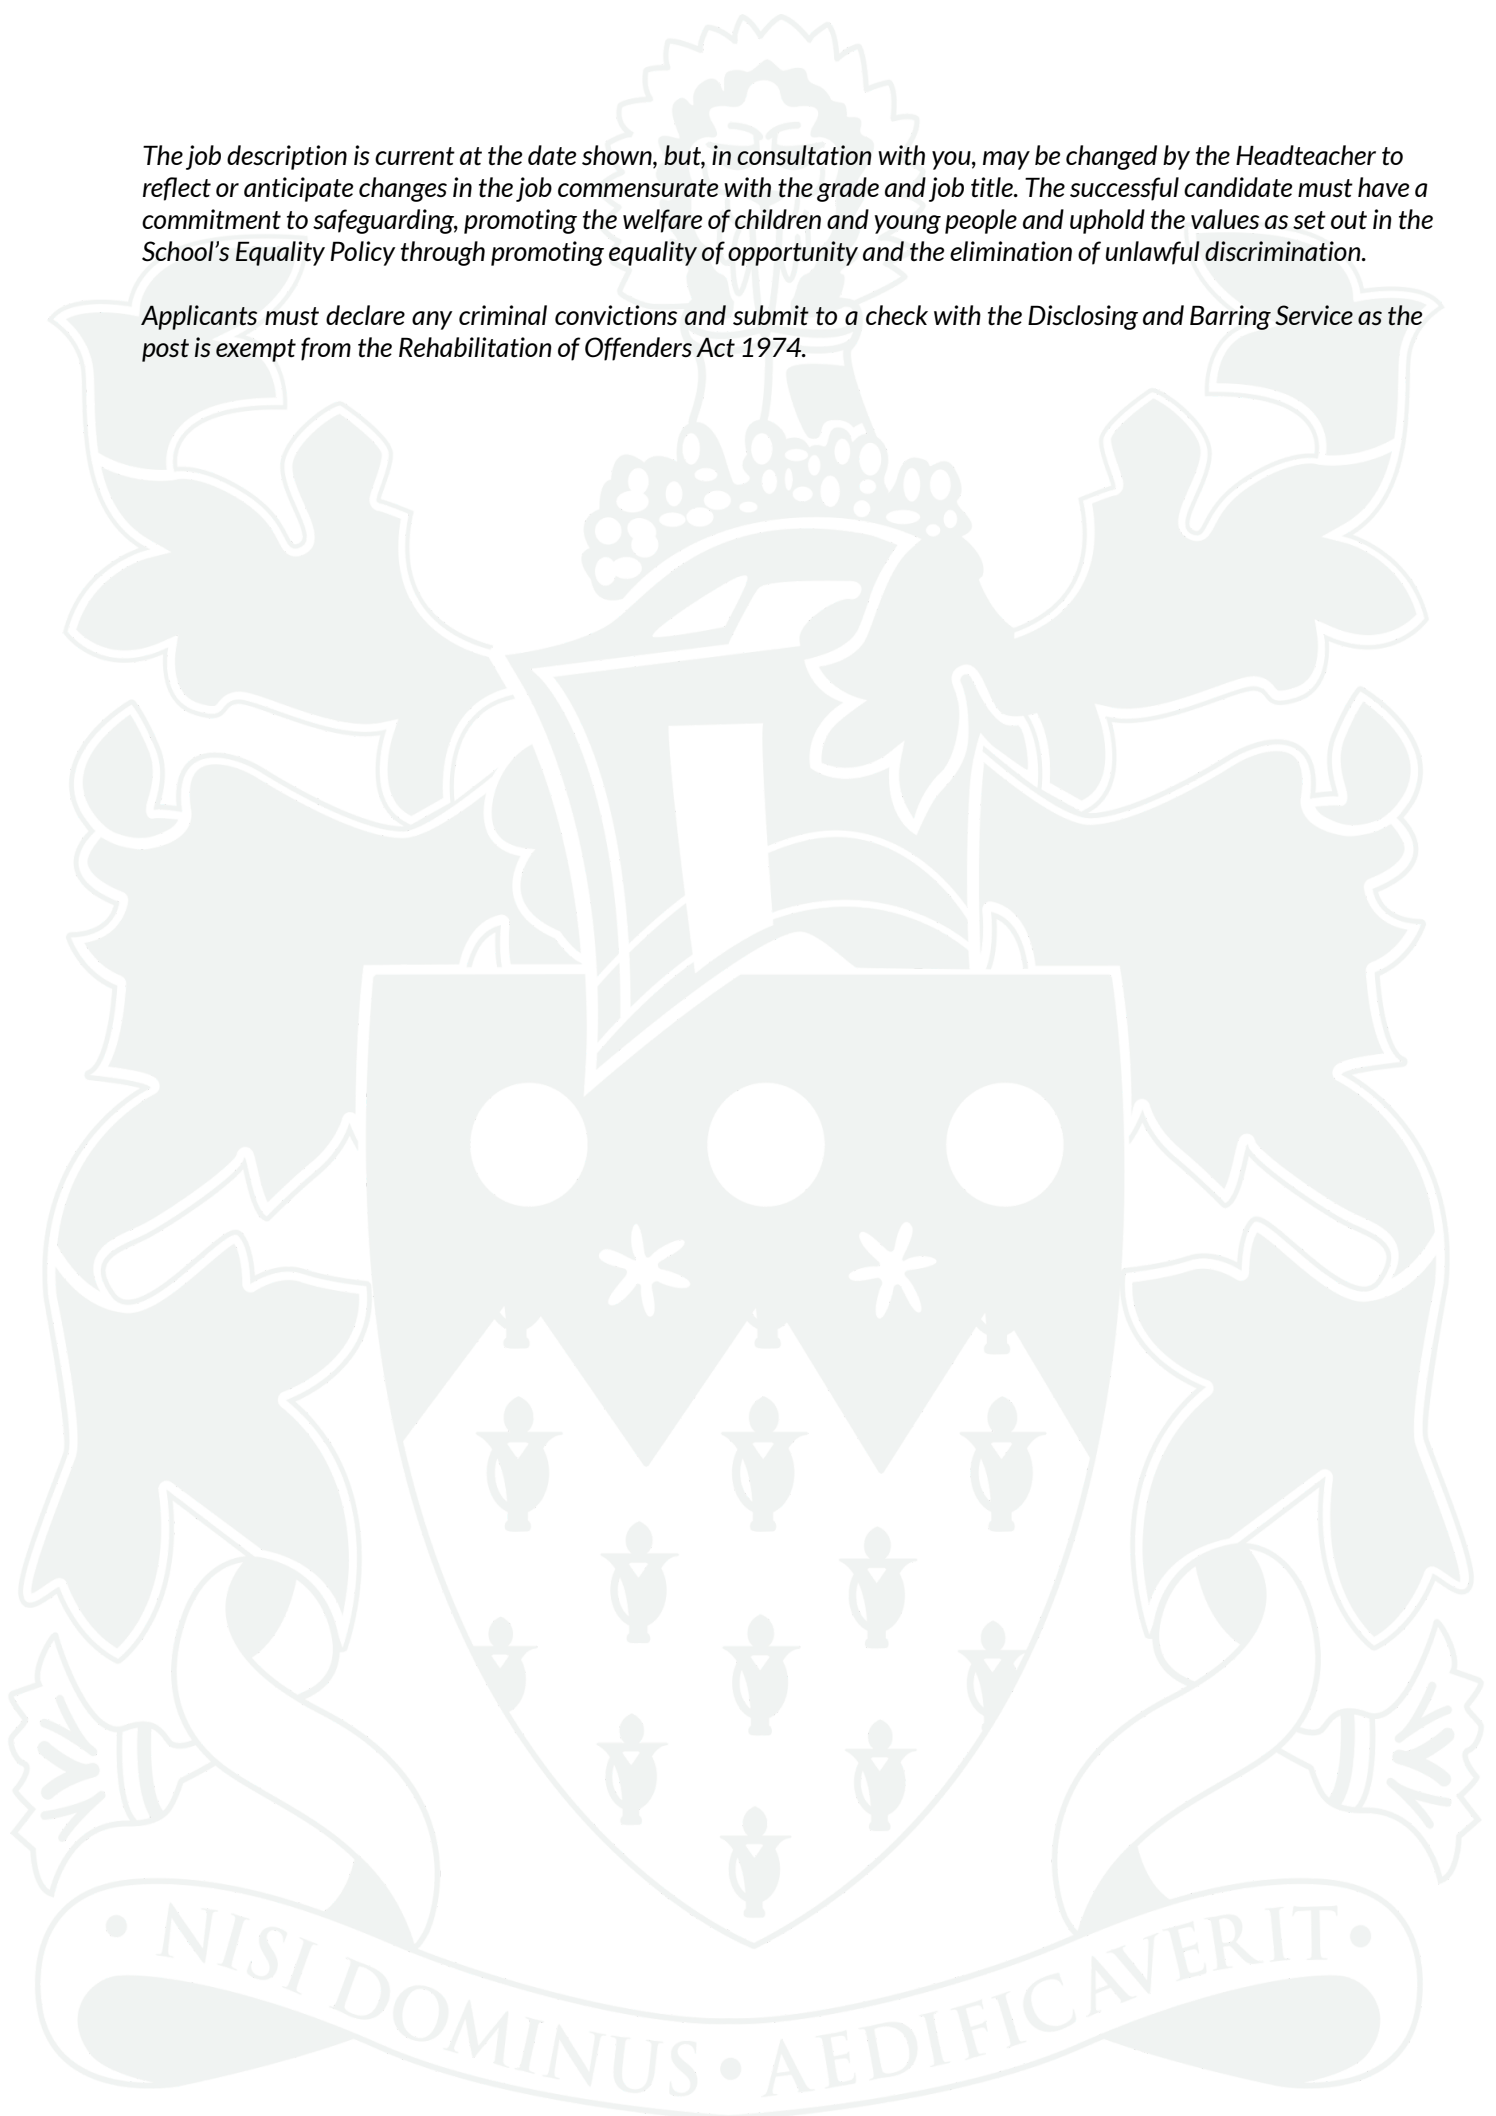 The job description is current at the date shown, but, in consultation with you, may be changed by the Headteacher to
reflect or anticipate changes in the job commensurate with the grade and job title. The successful candidate must have a
commitment to safeguarding, promoting the welfare of children and young people and uphold the values as set out in the
School’s Equality Policy through promoting equality of opportunity and the elimination of unlawful discrimination.
Applicants must declare any criminal convictions and submit to a check with the Disclosing and Barring Service as the
post is exempt from the Rehabilitation of Offenders Act 1974.
• NISI DOMINUS • AEDIFICAVERIT •